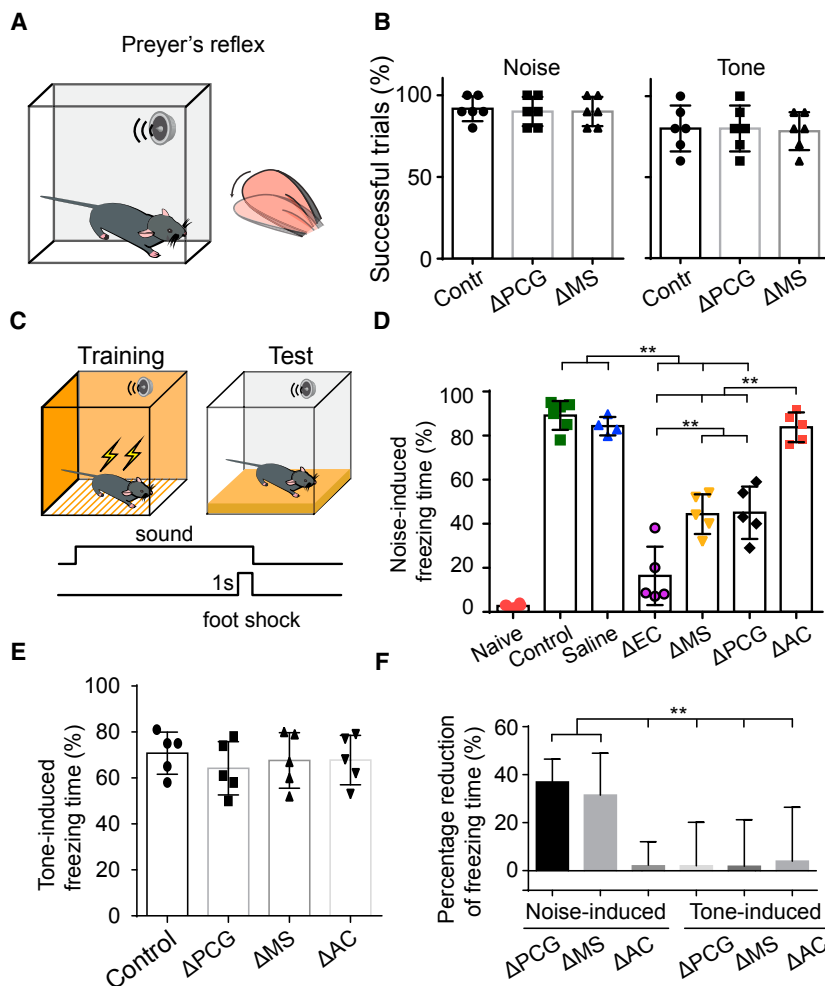 A
Preyer's reflex
B
Successful trials (%)
Noise
Tone
100
50
0
Contr
ΔPCG
ΔMS
Contr
ΔPCG
ΔMS
C
Training
Test
sound
1s
foot shock
D
Noise-induced
freezing time (%)
100
80
60
40
20
0
**
**
**
Naive
Control
Saline
ΔEC
ΔMS
ΔPCG
ΔAC
E
Tone-induced
freezing time (%)
100
80
60
40
20
0
Control
ΔPCG
ΔMS
ΔAC
F
Percentage reduction
of freezing time (%)
60
40
20
0
**
Noise-induced
Tone-induced
ΔPCG
ΔMS
ΔAC
ΔPCG
ΔMS
ΔAC